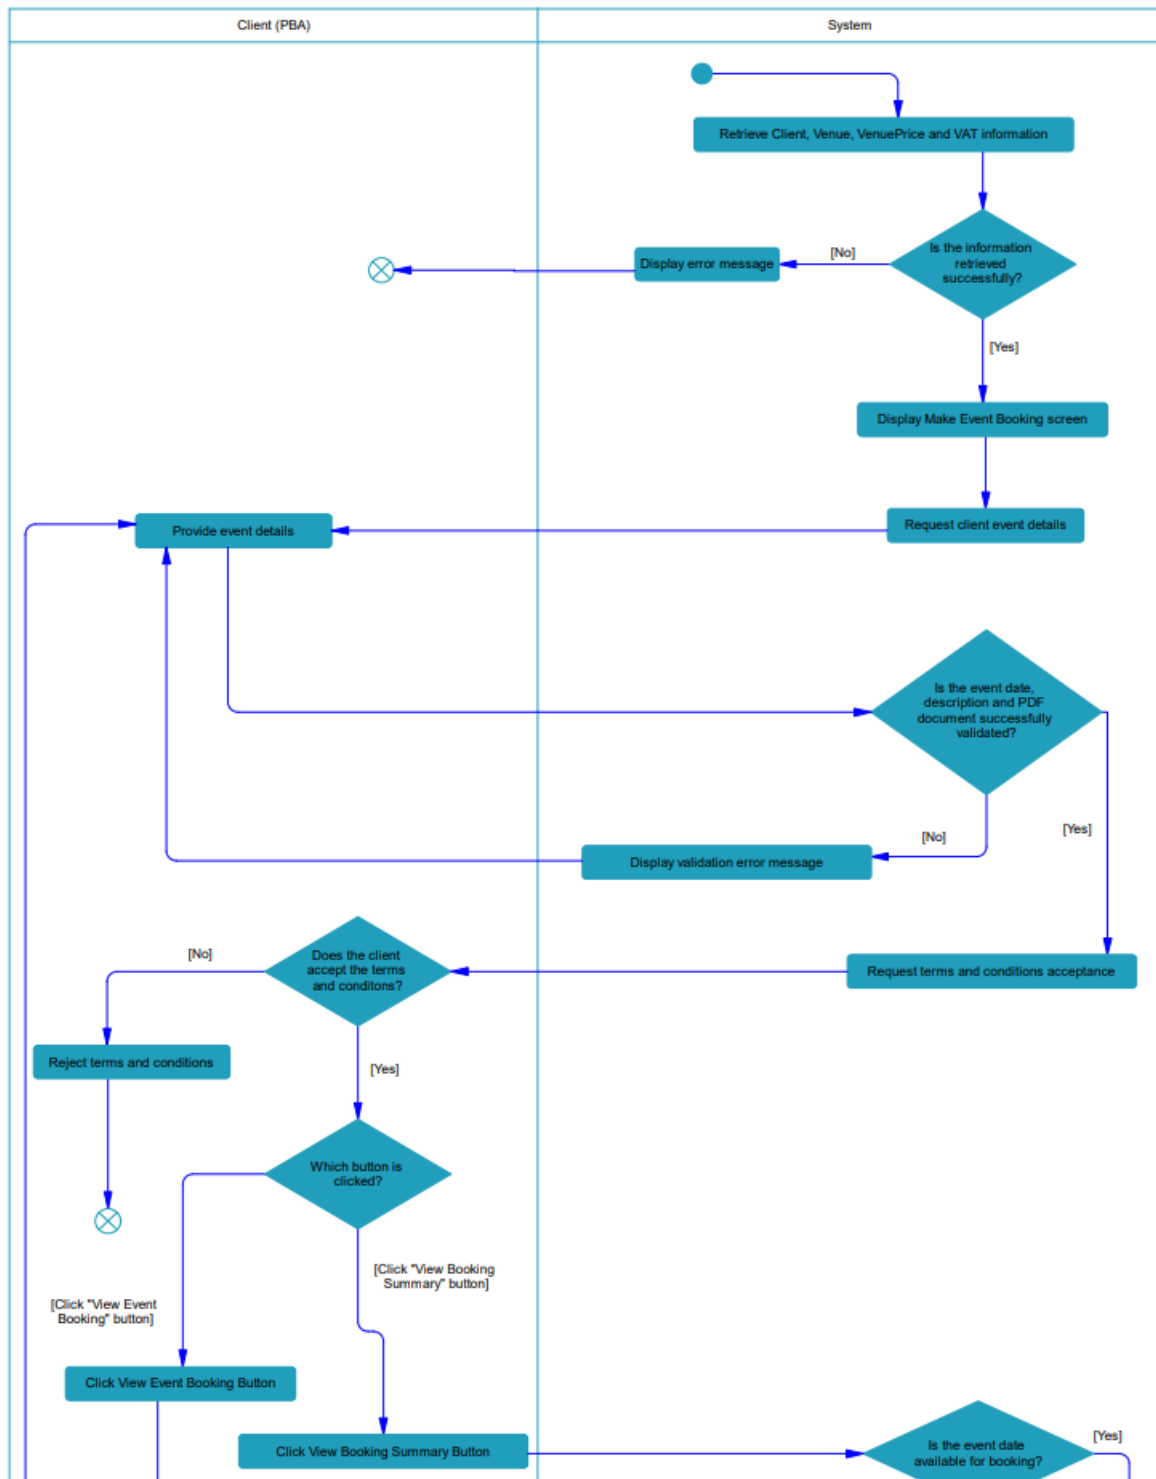 Client (PBA)
System
Retrieve Client, Venue, VenuePrice and VAT information
Is the information
retrieved
successfully?
[No]
Display error message
[Yes]
Display Make Event Booking screen
Request client event details
Provide event details
Is the event date,
description and PDF
document successfully
validated?
[No]
[Yes]
Display validation error message
Request terms and conditions acceptance
Does the client
accept the terms
and conditons?
[No]
Reject terms and conditions
[Yes]
Which button is
clicked?
[Click "View Booking
Summary" button]
[Click "View Event
Booking" button]
Click View Event Booking Button
Click View Booking Summary Button
Is the event date
available for booking?
[Yes]